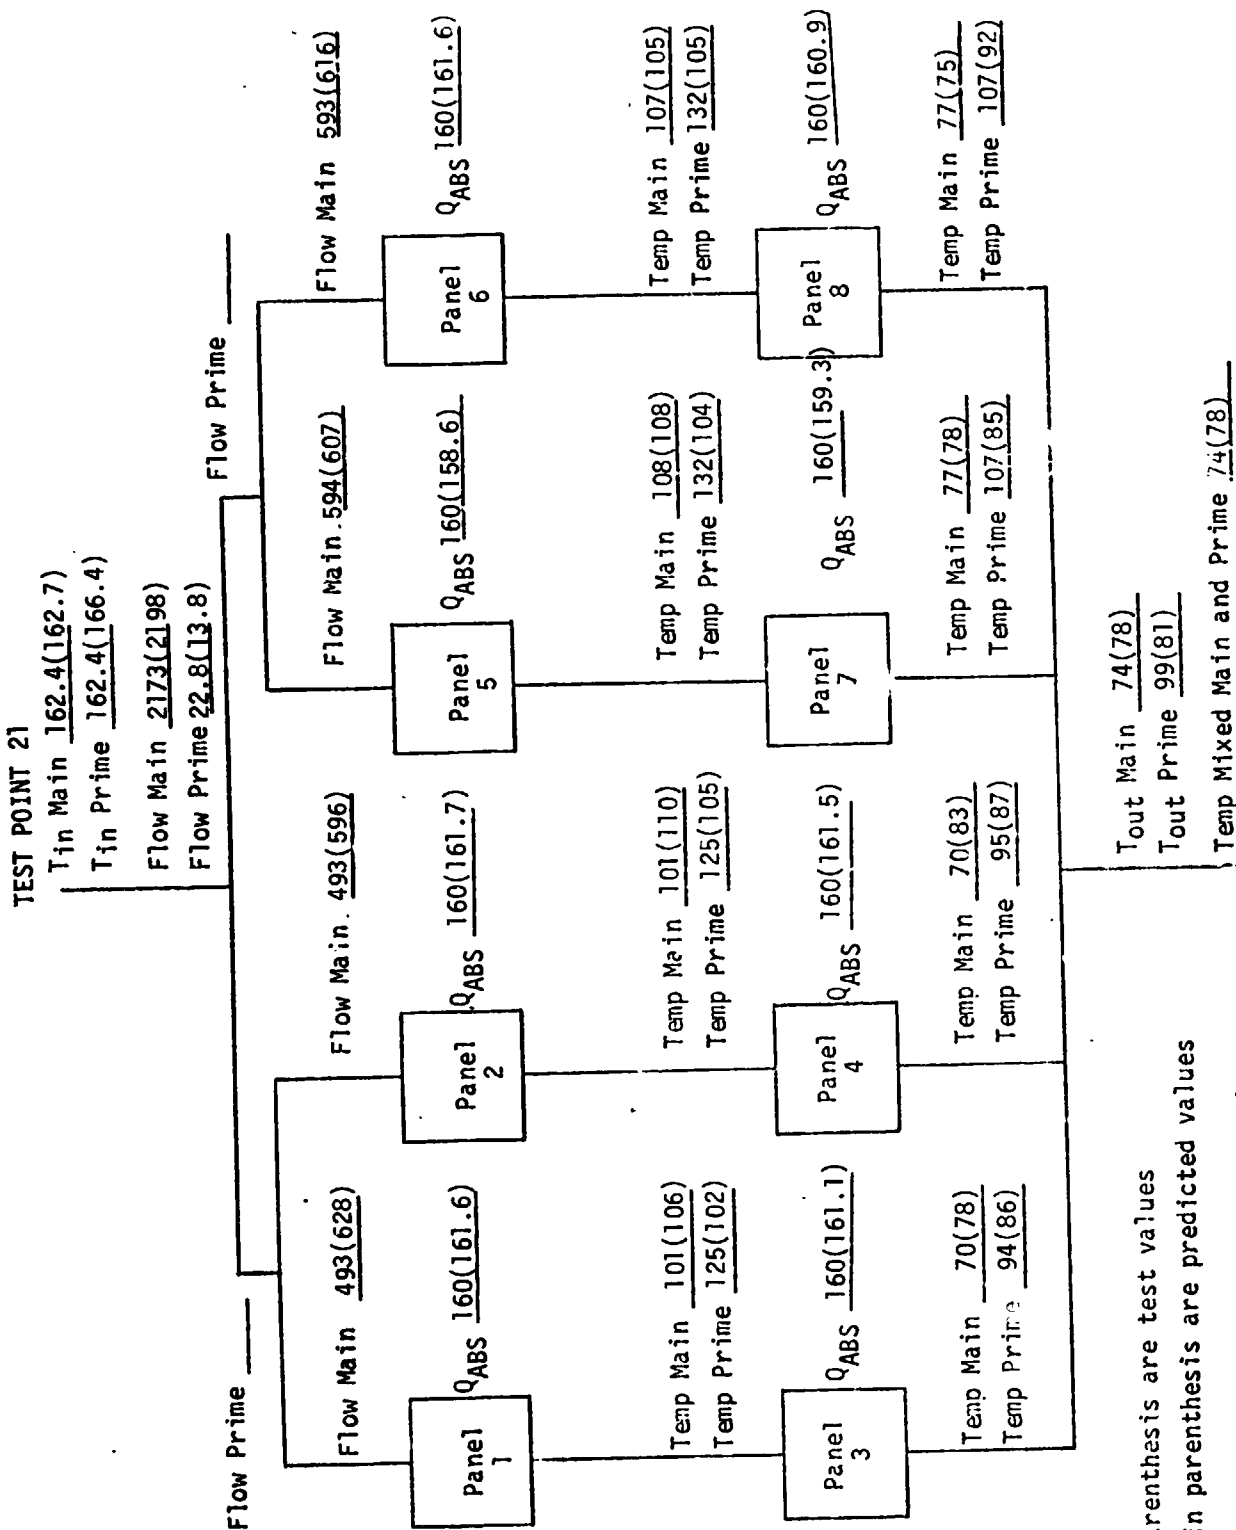 TEST POINT 21
Tin Main 162.4(162.7)
Tin Prime 162.4(166.4)
Flow Main 2173(2198)
Flow Prime 22.8(13.8)
Flow Prime
Flow Prime
Flow Main 493(628)
Flow Main. 493(596)
Flow Main. 594(607)
Flow Main 593(616)
Panel 1
QABS 160(161.6)
Panel 2
QABS 160(161.7)
Panel 5
QABS 160(158.6)
Panel 6
QABS 160(161.6)
Temp Main 101(106)
Temp Prime 125(102)
Temp Main 101(110)
Temp Prime 125(105)
Temp Main 108(108)
Temp Prime 132(104)
Temp Main 107(105)
Temp Prime 132(105)
Panel 3
QABS 160(161.1)
Panel 4
QABS 160(161.5)
Panel 7
QABS 160(159.3)
Panel 8
QABS 160(160.9)
Temp Main 70(78)
Temp Prime 94(86)
Temp Main 70(83)
Temp Prime 95(87)
Temp Main 77(78)
Temp Prime 107(85)
Temp Main 77(75)
Temp Prime 107(92)
Tout Main 74(78)
Tout Prime 99(81)
Temp Mixed Main and Prime 74(78)
renthesis are test values
n parenthesis are predicted values